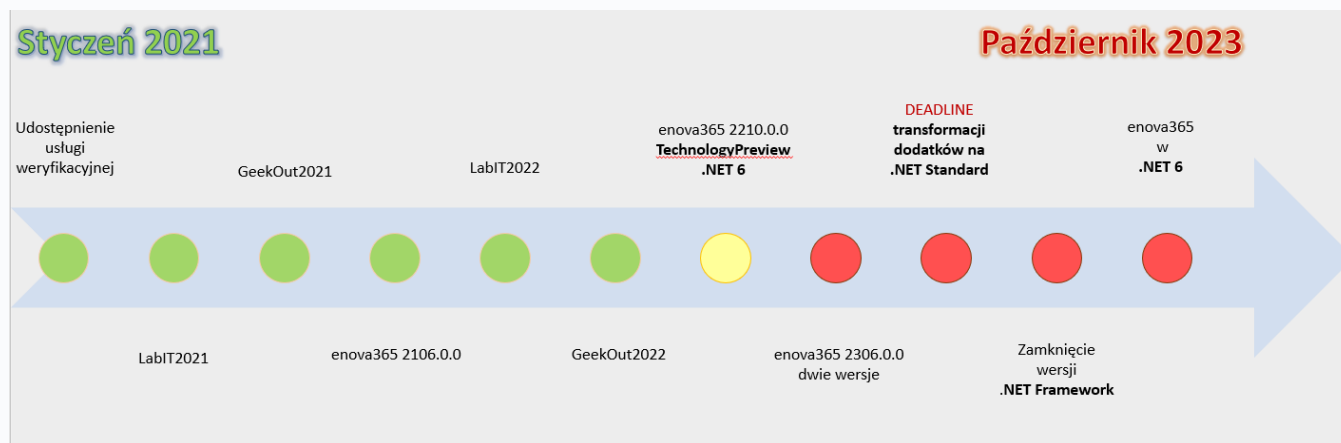 Styczeń 2021
Październik 2023
Udostępnienie
usługi
weryfikacyjnej
GeekOut2021
LabIT2022
enova365 2210.0.0
TechnologyPreview
.NET 6
DEADLINE
transformacji
dodatków na
.NET Standard
enova365
w
.NET 6
LabIT2021
enova365 2106.0.0
GeekOut2022
enova365 2306.0.0
dwie wersje
Zamknięcie
wersji
.NET Framework